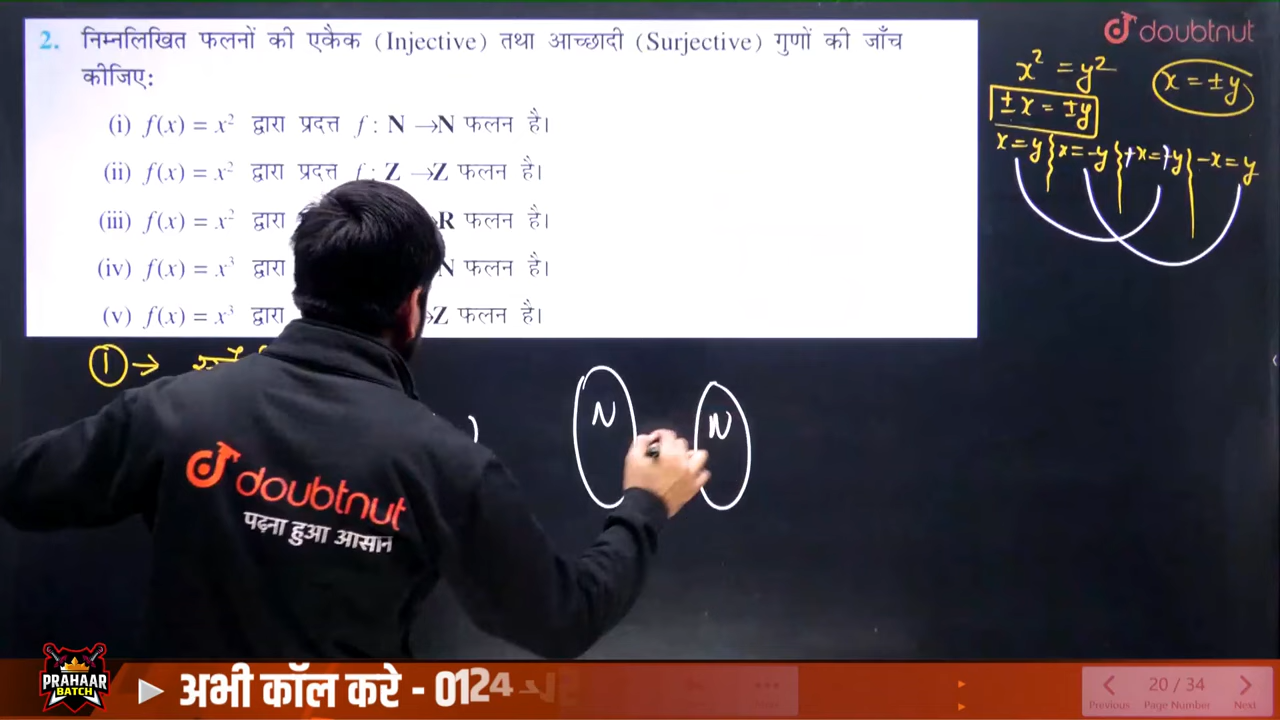 2. निम्नलिखित फलनों की एकैक (Injective) तथा आच्छादी (Surjective) गुणों की जाँच
कीजिए:
(i) f(x) = x² द्वारा प्रदत्त f : N →N फलन है।
(ii) f(x) = x² द्वारा प्रदत्त f : Z →Z फलन है।
(iii) f(x) = x² द्वारा R फलन है।
(iv) f(x) = x³ द्वारा N फलन है।
(v) f(x) = x³ द्वारा →Z फलन है।
doubtnut
x² = y²
x = ±y
±x = ±y
x = y x = -y +x = +y -x = y
1 →
N N
doubtnut
पढ़ना हुआ आसान
PRAHAAR
BATCH
अभी कॉल करे - 0124
20 / 34
Previous Page Number Next